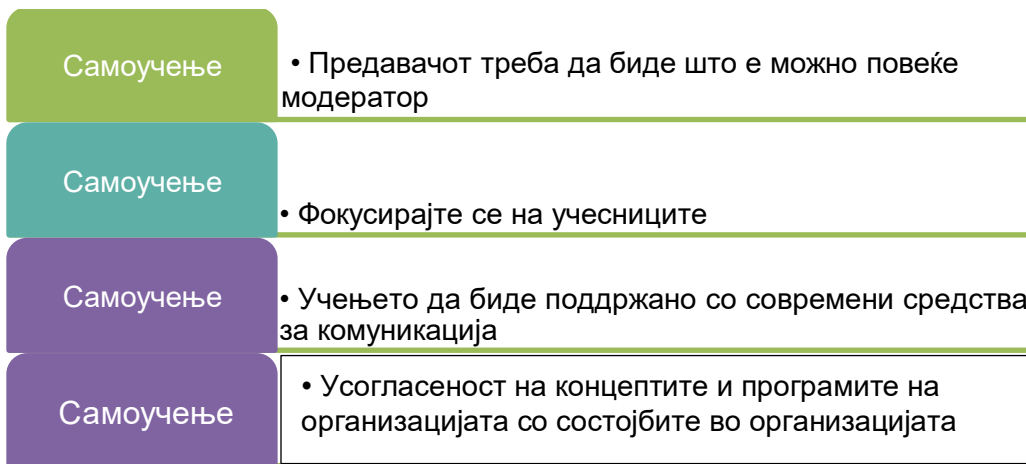 Самоучење
• Предавачот треба да биде што е можно повеќе
модератор
Самоучење
• Фокусирајте се на учесниците
Самоучење
• Учењето да биде поддржано со современи средства
за комуникација
Самоучење
• Усогласеност на концептите и програмите на
организацијата со состојбите во организацијата